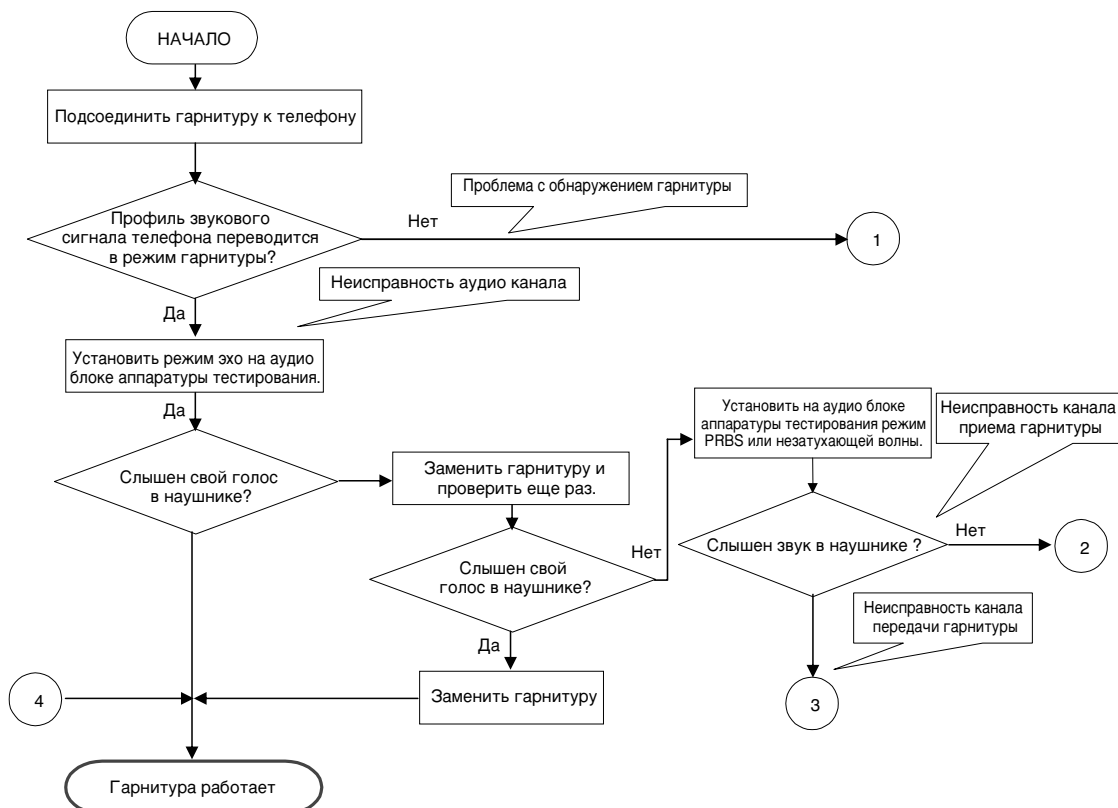 НАЧАЛО
Подсоединить гарнитуру к телефону
Проблема с обнаружением гарнитуры
Профиль звукового
сигнала телефона переводится
в режим гарнитуры?
Нет
1
Неисправность аудио канала
Да
Установить режим эхо на аудио
блоке аппаратуры тестирования.
Да
Слышен свой голос
в наушнике?
Заменить гарнитуру и
проверить еще раз.
Установить на аудио блоке
аппаратуры тестирования режим
PRBS или незатухающей волны.
Неисправность канала
приема гарнитуры
Слышен свой
голос в наушнике?
Нет
Слышен звук в наушнике ?
Нет
2
Неисправность канала
передачи гарнитуры
Да
4
Заменить гарнитуру
3
Гарнитура работает